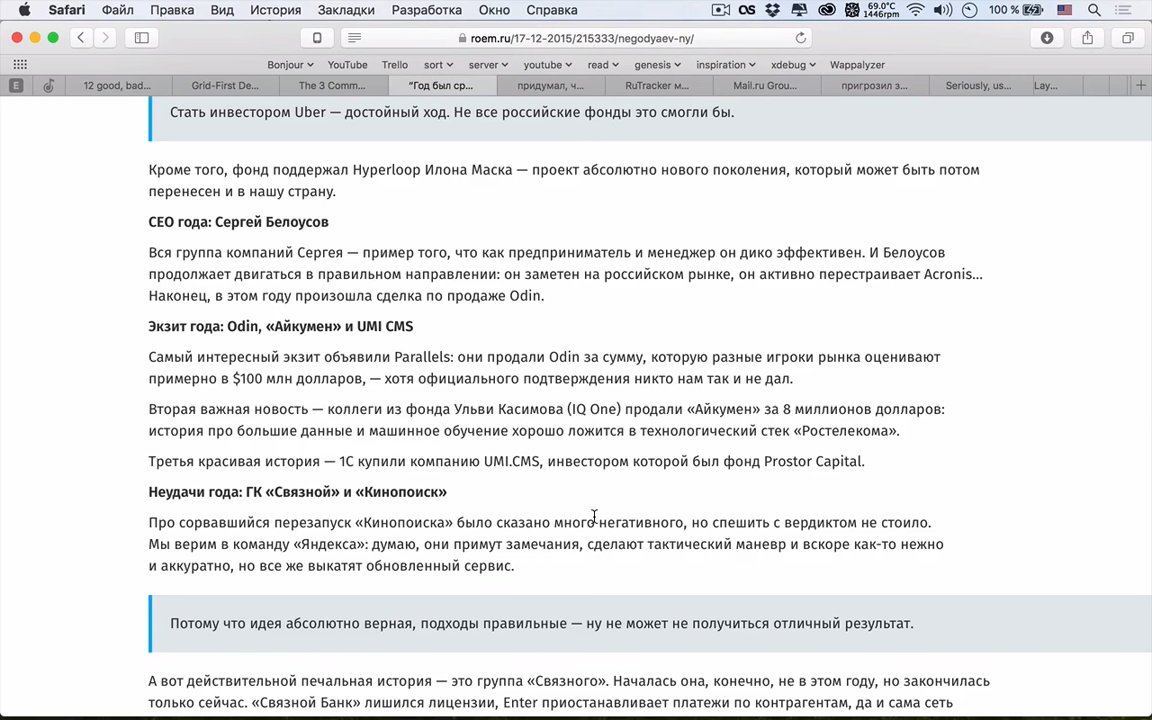 Safari Файл Правка Вид История Закладки Разработка Окно Справка 69.0°C 1446rpm 100 %
roem.ru/17-12-2015/215333/negodyaev-ny/
Bonjour YouTube Trello sort server youtube read genesis inspiration xdebug Wappalyzer
E 12 good, bad... Grid-First De... The 3 Comm... "Год был ср... придумал, ч... RuTracker м... Mail.ru Grou... пригрозил з... Seriously, us... Lay...
Стать инвестором Uber — достойный ход. Не все российские фонды это смогли бы.
Кроме того, фонд поддержал Hyperloop Илона Маска — проект абсолютно нового поколения, который может быть потом
перенесен и в нашу страну.
CEO года: Сергей Белоусов
Вся группа компаний Сергея — пример того, что как предприниматель и менеджер он дико эффективен. И Белоусов
продолжает двигаться в правильном направлении: он заметен на российском рынке, он активно перестраивает Acronis...
Наконец, в этом году произошла сделка по продаже Odin.
Экзит года: Odin, «Айкумен» и UMI CMS
Самый интересный экзит объявили Parallels: они продали Odin за сумму, которую разные игроки рынка оценивают
примерно в $100 млн долларов, — хотя официального подтверждения никто нам так и не дал.
Вторая важная новость — коллеги из фонда Ульви Касимова (IQ One) продали «Айкумен» за 8 миллионов долларов:
история про большие данные и машинное обучение хорошо ложится в технологический стек «Ростелекома».
Третья красивая история — 1С купили компанию UMI.CMS, инвестором которой был фонд Prostor Capital.
Неудачи года: ГК «Связной» и «Кинопоиск»
Про сорвавшийся перезапуск «Кинопоиска» было сказано много негативного, но спешить с вердиктом не стоило.
Мы верим в команду «Яндекса»: думаю, они примут замечания, сделают тактический маневр и вскоре как-то нежно
и аккуратно, но все же выкатят обновленный сервис.
Потому что идея абсолютно верная, подходы правильные — ну не может не получиться отличный результат.
А вот действительной печальная история — это группа «Связного». Началась она, конечно, не в этом году, но закончилась
только сейчас. «Связной Банк» лишился лицензии, Enter приостанавливает платежи по контрагентам, да и сама сеть